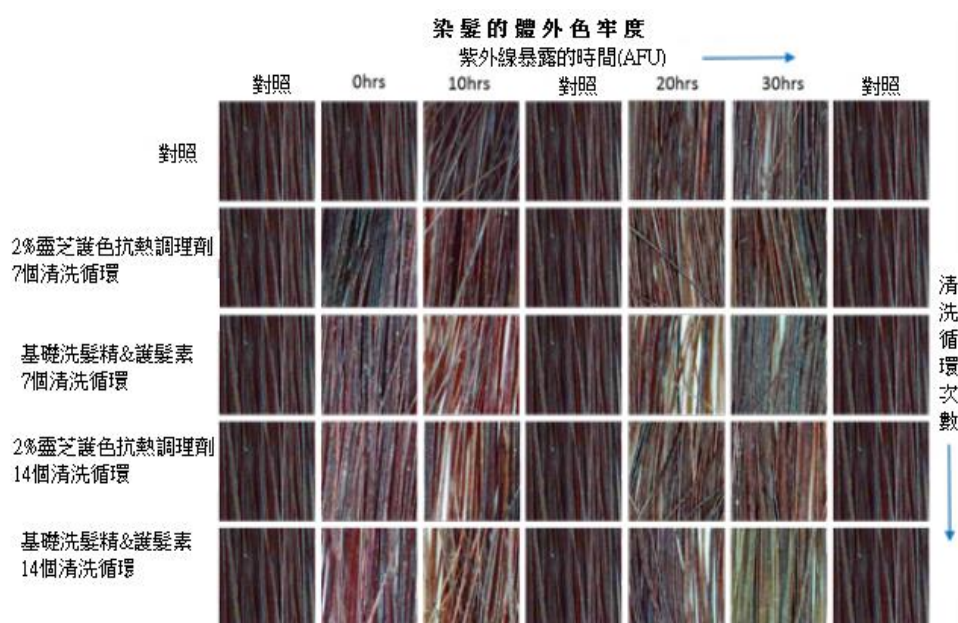 染髮的體外色牢度
紫外線暴露的時間(AFU)
對照 0hrs 10hrs 對照 20hrs 30hrs 對照
對照
2%靈芝護色抗熱調理劑
7個清洗循環
基礎洗髮精&護髮素
7個清洗循環
2%靈芝護色抗熱調理劑
14個清洗循環
基礎洗髮精&護髮素
14個清洗循環
清洗循環次數